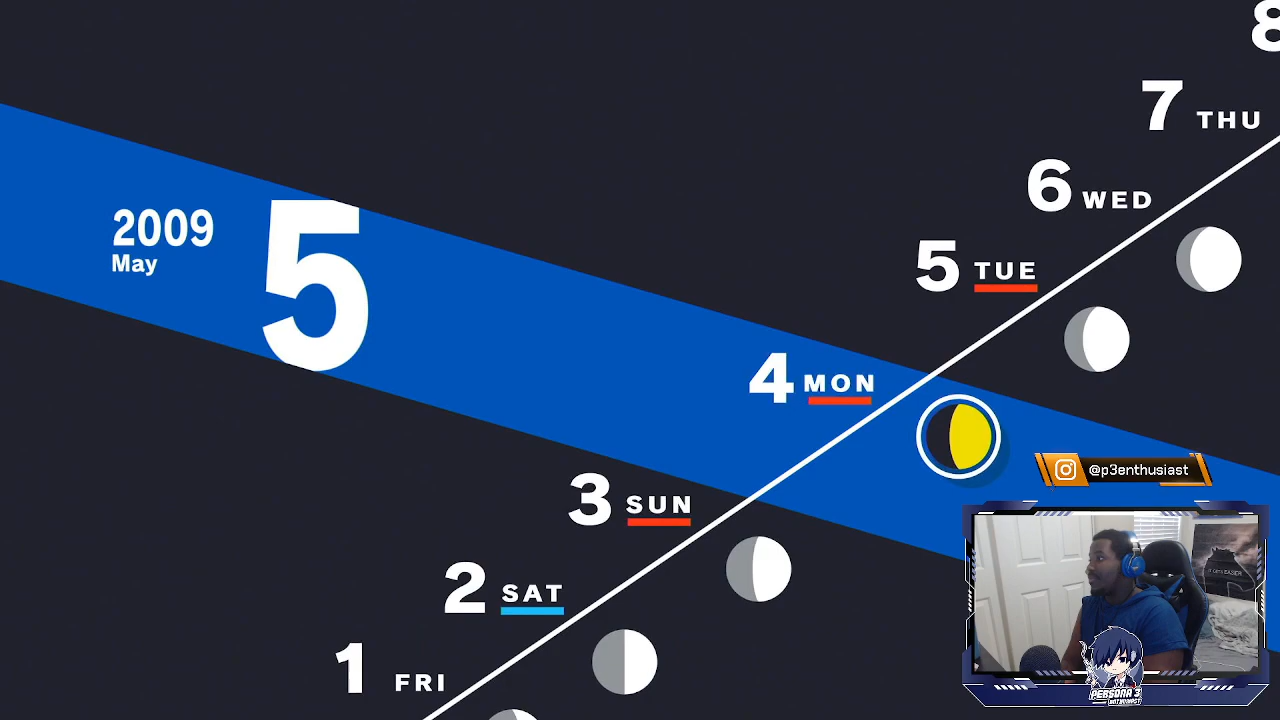 8
7 THU
6 WED
5 TUE
2009
May
5
4 MON
3 SUN
2 SAT
1 FRI
@p3enthusiast
PERSONA 3
ENTHUSIAST